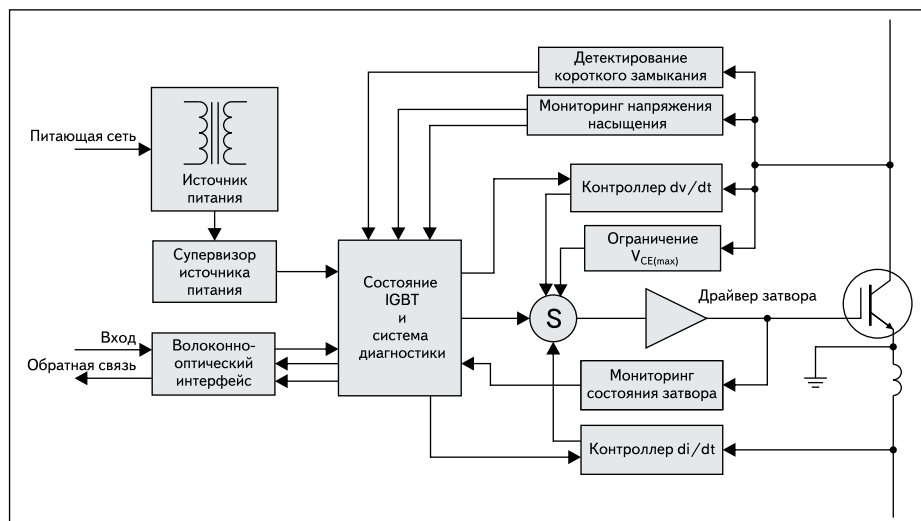 Детектирование
короткого замыкания
Мониторинг напряжения
насыщения
Питающая сеть
Источник
питания
Контроллер dv/dt
Ограничение
VCE(max)
Супервизор
источника
питания
Состояние
IGBT
и
система
диагностики
S
Драйвер затвора
Вход
Обратная связь
Волоконно-
оптический
интерфейс
Мониторинг
состояния затвора
Контроллер di/dt